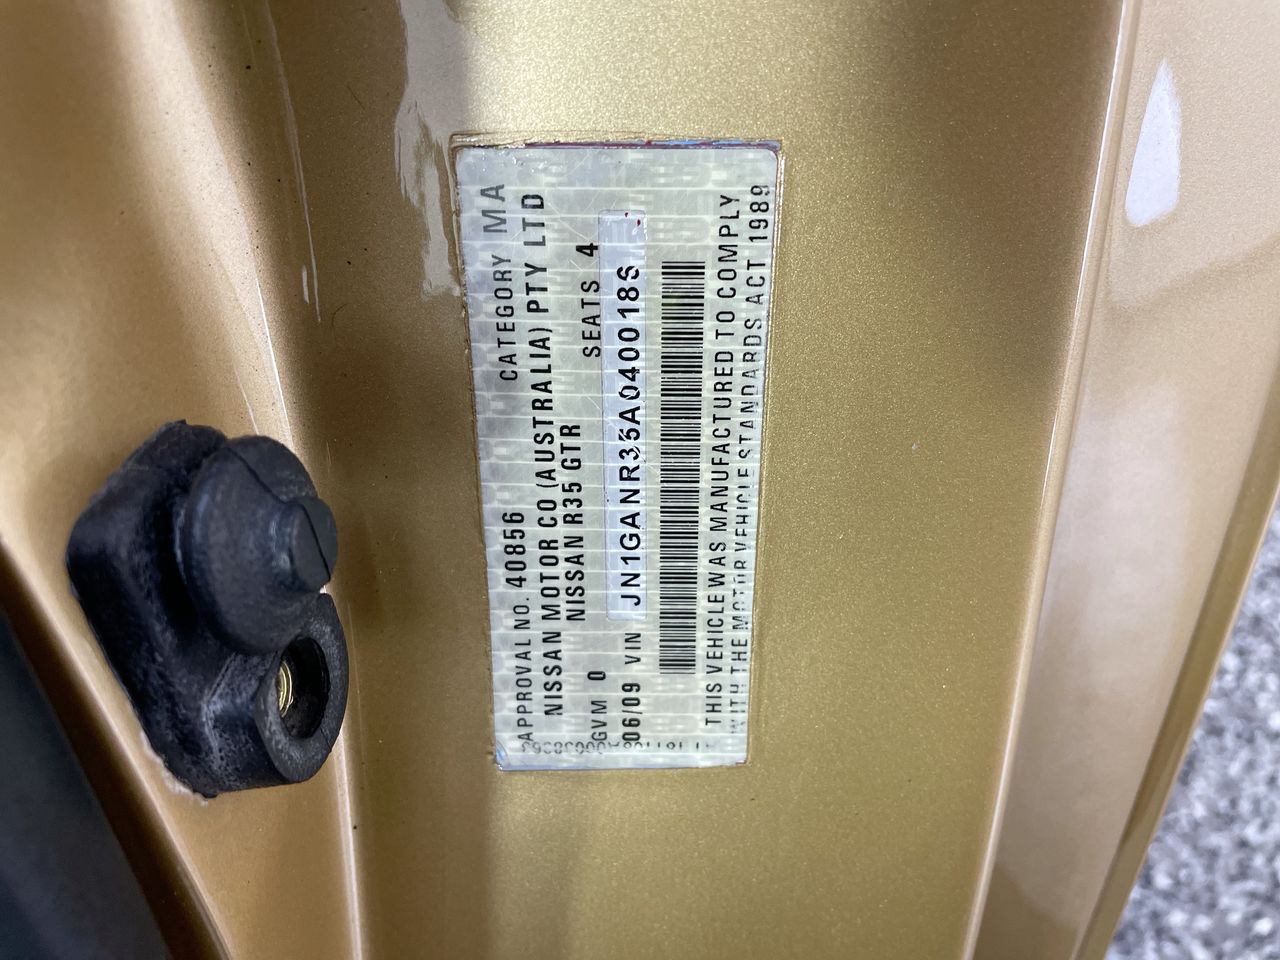 APPROVAL NO. 40856 CATEGORY MA
NISSAN MOTOR CO (AUSTRALIA) PTY LTD
NISSAN R35 GTR
GVM 0 SEATS 4
06/09 VIN JN1GANR35A040018S
THIS VEHICLE WAS MANUFACTURED TO COMPLY
WITH THE MOTOR VEHICLE STANDARDS ACT 1989